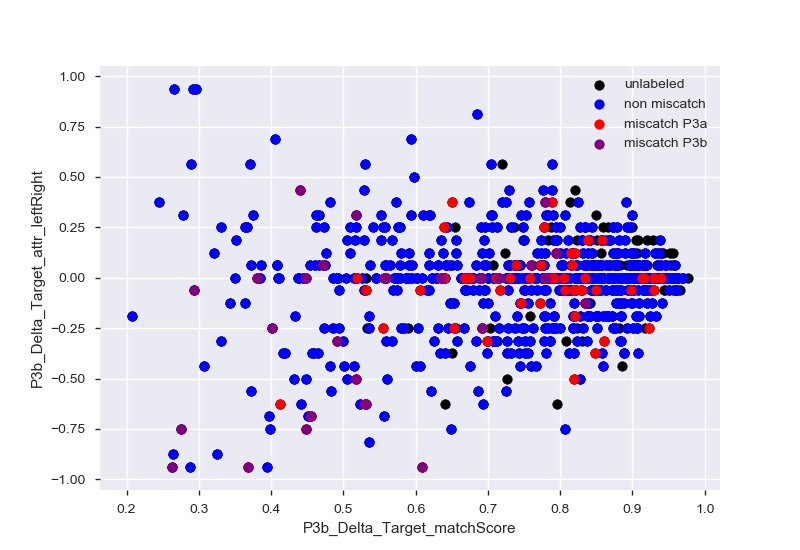 1.00
0.75
0.50
0.25
0.00
−0.25
−0.50
−0.75
−1.00
P3b_Delta_Target_attr_leftRight
unlabeled
non miscatch
miscatch P3a
miscatch P3b
0.2 0.3 0.4 0.5 0.6 0.7 0.8 0.9 1.0
P3b_Delta_Target_matchScore